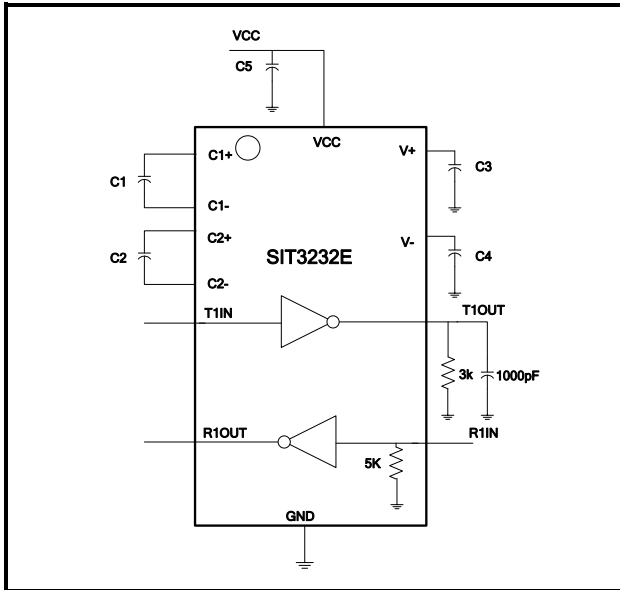 VCC
C5
VCC
C1+
V+
C1
C3
C1-
C2+
V-
C2
SIT3232E
C4
C2-
T1IN
T1OUT
3k
1000pF
R1OUT
R1IN
5K
GND